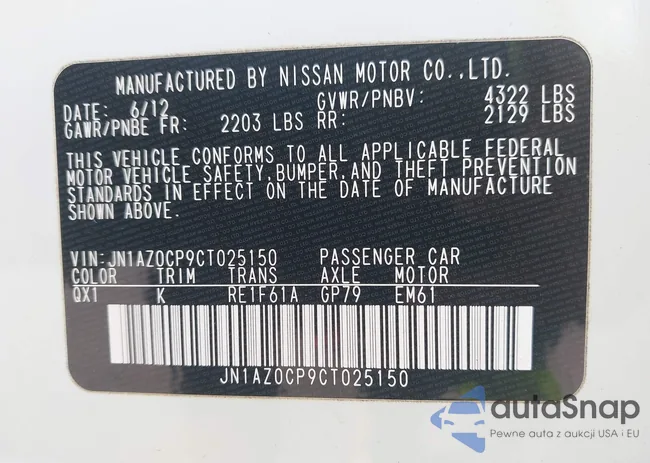 MANUFACTURED BY NISSAN MOTOR CO.,LTD.
DATE: 6/12 GVWR/PNBV: 4322 LBS
GAWR/PNBE FR: 2203 LBS RR: 2129 LBS
THIS VEHICLE CONFORMS TO ALL APPLICABLE FEDERAL
MOTOR VEHICLE SAFETY,BUMPER,AND THEFT PREVENTION
STANDARDS IN EFFECT ON THE DATE OF MANUFACTURE
SHOWN ABOVE.
VIN:JN1AZ0CP9CT025150 PASSENGER CAR
COLOR TRIM TRANS AXLE MOTOR
QX1 K RE1F61A GP79 EM61
JN1AZ0CP9CT025150
autoSnap
Pewne auta z aukcji USA i EU